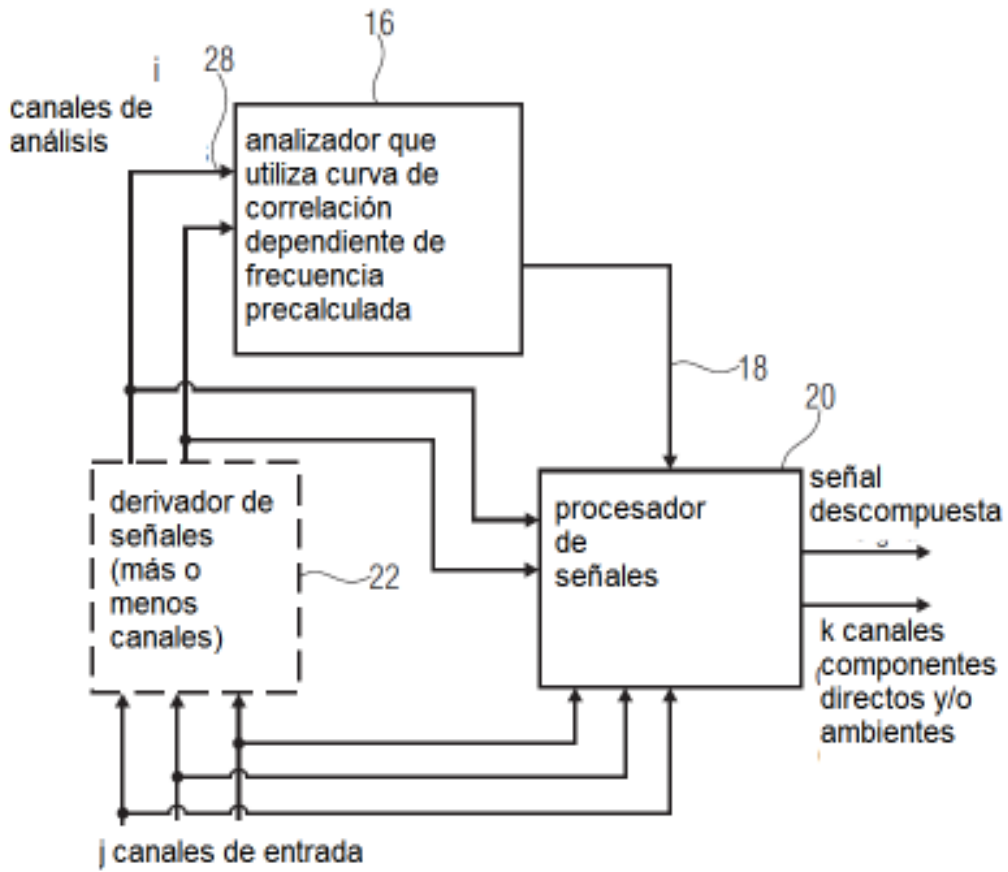 i
28
16
canales de
análisis
analizador que
utiliza curva de
correlación
dependiente de
frecuencia
precalculada
18
20
derivador de
señales
(más o
menos
canales)
22
procesador
de
señales
señal
descompuesta
k canales
componentes
directos y/o
ambientes
j canales de entrada